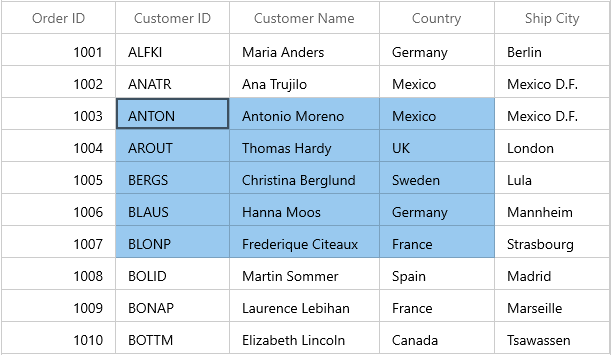 Order ID Customer ID Customer Name Country Ship City
1001 ALFKI Maria Anders Germany Berlin
1002 ANATR Ana Trujilo Mexico Mexico D.F.
1003 ANTON Antonio Moreno Mexico Mexico D.F.
1004 AROUT Thomas Hardy UK London
1005 BERGS Christina Berglund Sweden Lula
1006 BLAUS Hanna Moos Germany Mannheim
1007 BLONP Frederique Citeaux France Strasbourg
1008 BOLID Martin Sommer Spain Madrid
1009 BONAP Laurence Lebihan France Marseille
1010 BOTTM Elizabeth Lincoln Canada Tsawassen